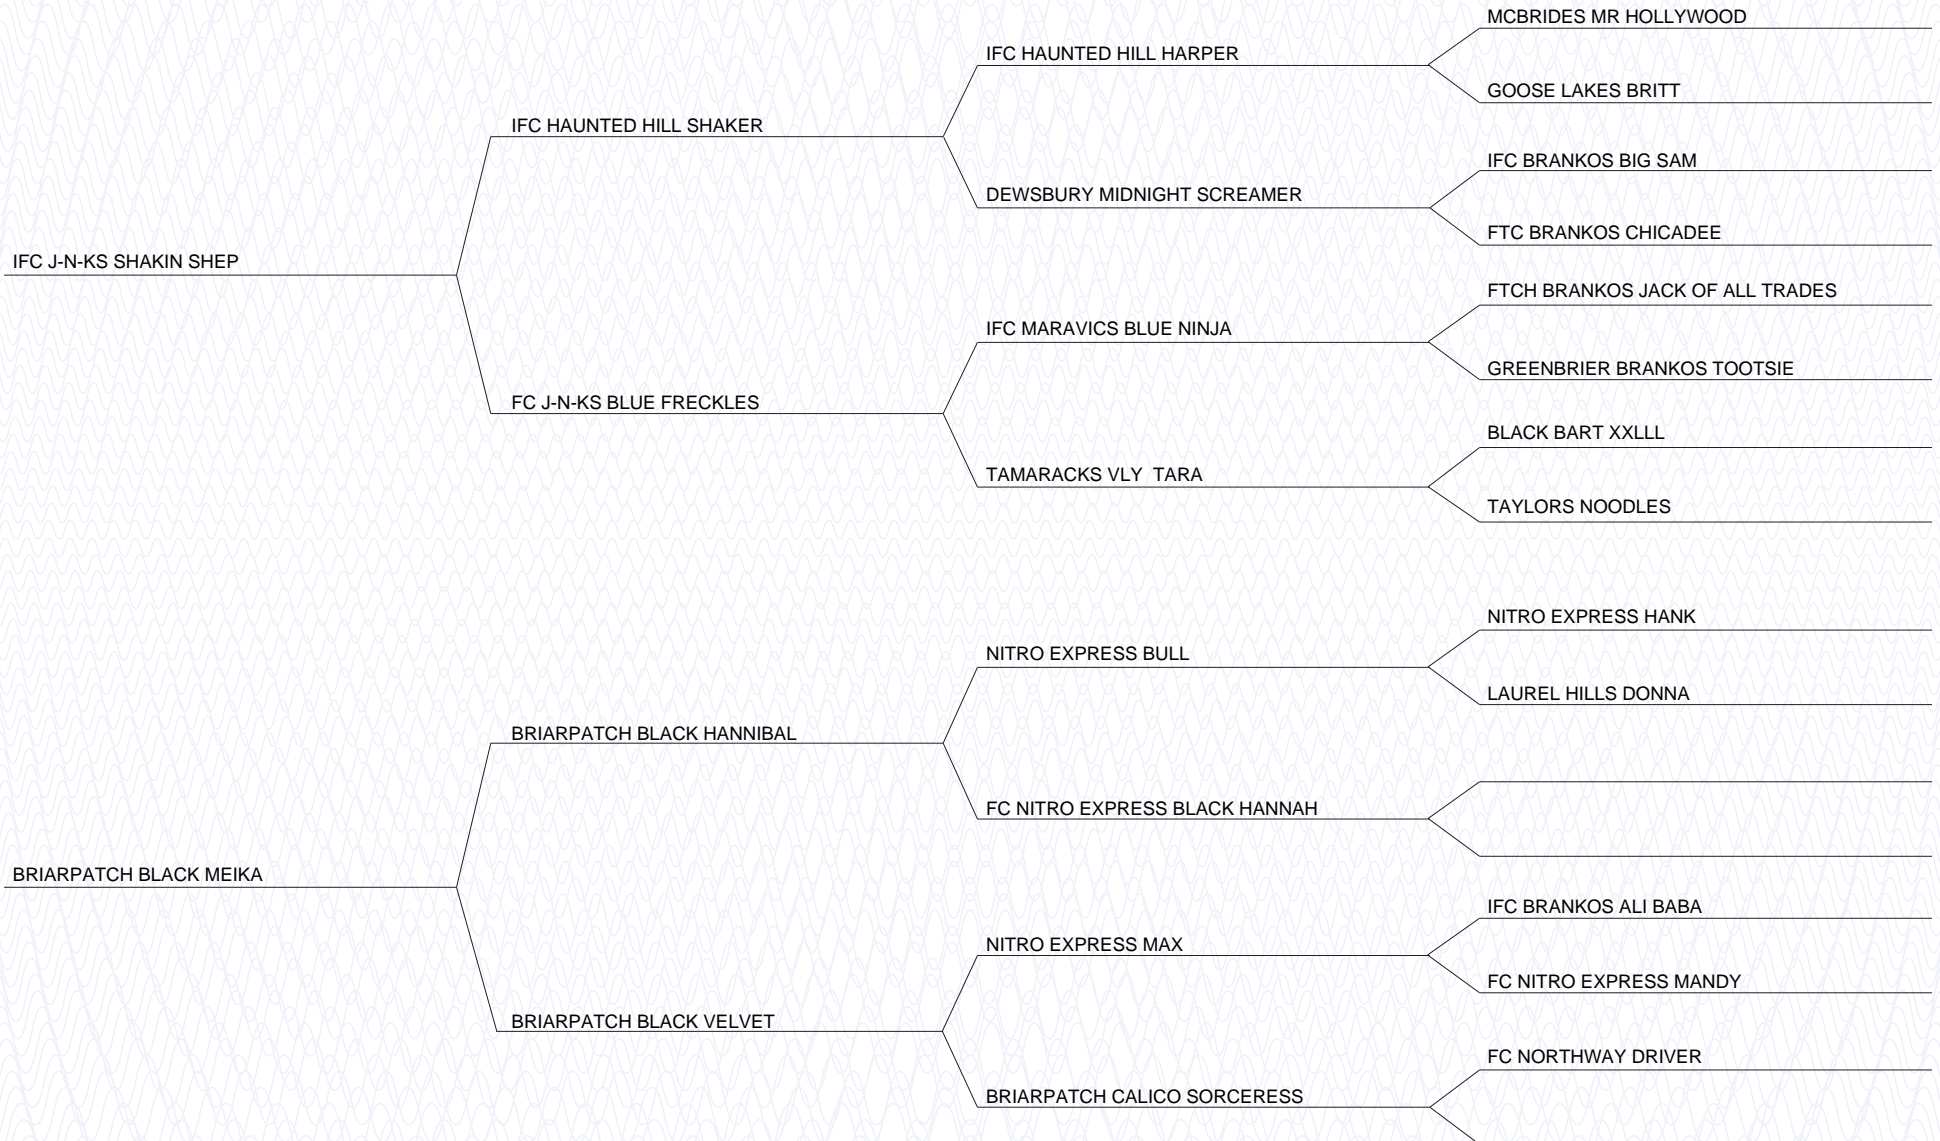 MCBRIDES MR HOLLYWOOD
IFC HAUNTED HILL HARPER
GOOSE LAKES BRITT
IFC HAUNTED HILL SHAKER
IFC BRANKOS BIG SAM
DEWSBURY MIDNIGHT SCREAMER
FTC BRANKOS CHICADEE
IFC J-N-KS SHAKIN SHEP
FTCH BRANKOS JACK OF ALL TRADES
IFC MARAVICS BLUE NINJA
GREENBRIER BRANKOS TOOTSIE
FC J-N-KS BLUE FRECKLES
BLACK BART XXLLL
TAMARACKS VLY  TARA
TAYLORS NOODLES
NITRO EXPRESS HANK
NITRO EXPRESS BULL
LAUREL HILLS DONNA
BRIARPATCH BLACK HANNIBAL
FC NITRO EXPRESS BLACK HANNAH
BRIARPATCH BLACK MEIKA
IFC BRANKOS ALI BABA
NITRO EXPRESS MAX
FC NITRO EXPRESS MANDY
BRIARPATCH BLACK VELVET
FC NORTHWAY DRIVER
BRIARPATCH CALICO SORCERESS